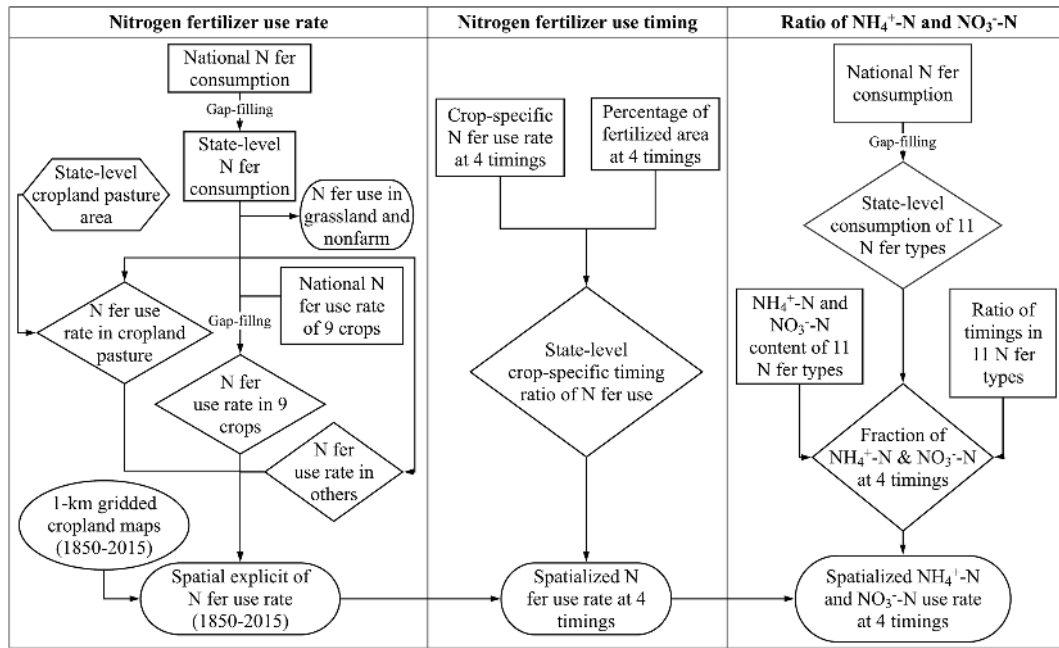 Nitrogen fertilizer use rate
National N fer
consumption
Gap-filling
State-level
N fer
consumption
State-level
cropland pasture
area
N fer use in
grassland and
nonfarm
National N
fer use rate
of 9 crops
N fer use
rate in cropland
pasture
Gap-fillng
N fer
use rate in 9
crops
N fer
use rate in
others
1-km gridded
cropland maps
(1850-2015)
Spatial explicit of
N fer use rate
(1850-2015)
Nitrogen fertilizer use timing
Crop-specific
N fer use rate
at 4 timings
Percentage of
fertilized area
at 4 timings
State-level
crop-specific timing
ratio of N fer use
Spatialized N
fer use rate at 4
timings
Ratio of NH₄⁺-N and NO₃⁻-N
National N fer
consumption
Gap-filling
State-level
consumption of 11
N fer types
NH₄⁺-N and
NO₃⁻-N
content of 11
N fer types
Ratio of
timings in
11 N fer
types
Fraction of
NH₄⁺-N & NO₃⁻-N
at 4 timings
Spatialized NH₄⁺-N
and NO₃⁻-N use rate
at 4 timings